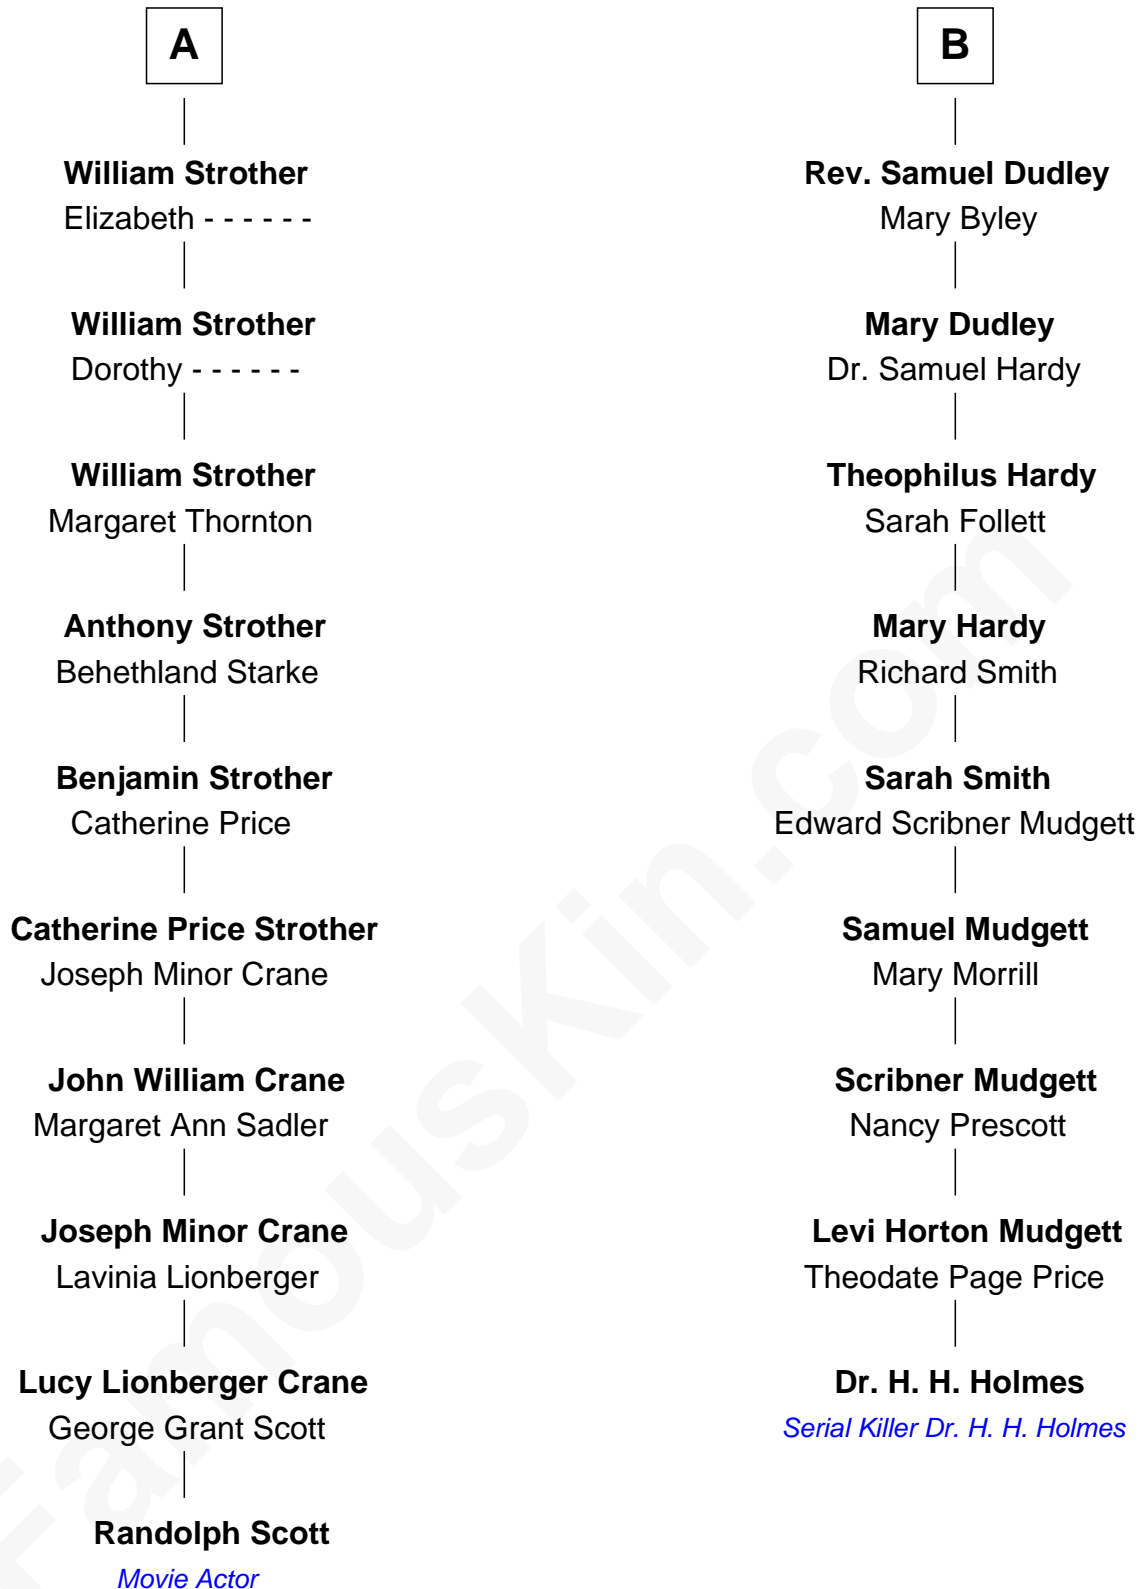 A
William Strother
Elizabeth - - - - - -
William Strother
Dorothy - - - - - -
William Strother
Margaret Thornton
Anthony Strother
Behethland Starke
Benjamin Strother
Catherine Price
Catherine Price Strother
Joseph Minor Crane
John William Crane
Margaret Ann Sadler
Joseph Minor Crane
Lavinia Lionberger
Lucy Lionberger Crane
George Grant Scott
Randolph Scott
Movie Actor
B
Rev. Samuel Dudley
Mary Byley
Mary Dudley
Dr. Samuel Hardy
Theophilus Hardy
Sarah Follett
Mary Hardy
Richard Smith
Sarah Smith
Edward Scribner Mudgett
Samuel Mudgett
Mary Morrill
Scribner Mudgett
Nancy Prescott
Levi Horton Mudgett
Theodate Page Price
Dr. H. H. Holmes
Serial Killer Dr. H. H. Holmes
FamousKin.com